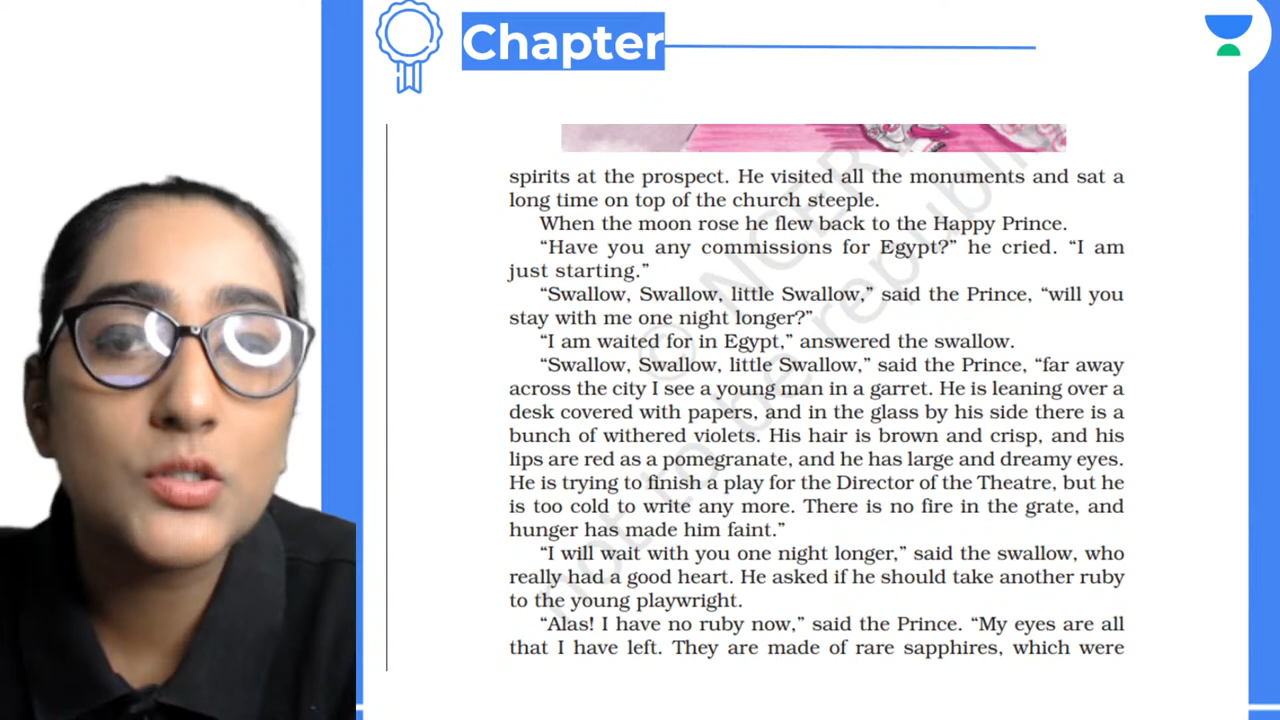 Chapter
spirits at the prospect. He visited all the monuments and sat a
long time on top of the church steeple.
When the moon rose he flew back to the Happy Prince.
“Have you any commissions for Egypt?” he cried. “I am
just starting.”
“Swallow, Swallow, little Swallow,” said the Prince, “will you
stay with me one night longer?”
“I am waited for in Egypt,” answered the swallow.
“Swallow, Swallow, little Swallow,” said the Prince, “far away
across the city I see a young man in a garret. He is leaning over a
desk covered with papers, and in the glass by his side there is a
bunch of withered violets. His hair is brown and crisp, and his
lips are red as a pomegranate, and he has large and dreamy eyes.
He is trying to finish a play for the Director of the Theatre, but he
is too cold to write any more. There is no fire in the grate, and
hunger has made him faint.”
“I will wait with you one night longer,” said the swallow, who
really had a good heart. He asked if he should take another ruby
to the young playwright.
“Alas! I have no ruby now,” said the Prince. “My eyes are all
that I have left. They are made of rare sapphires, which were
© NCERT
not to be republi